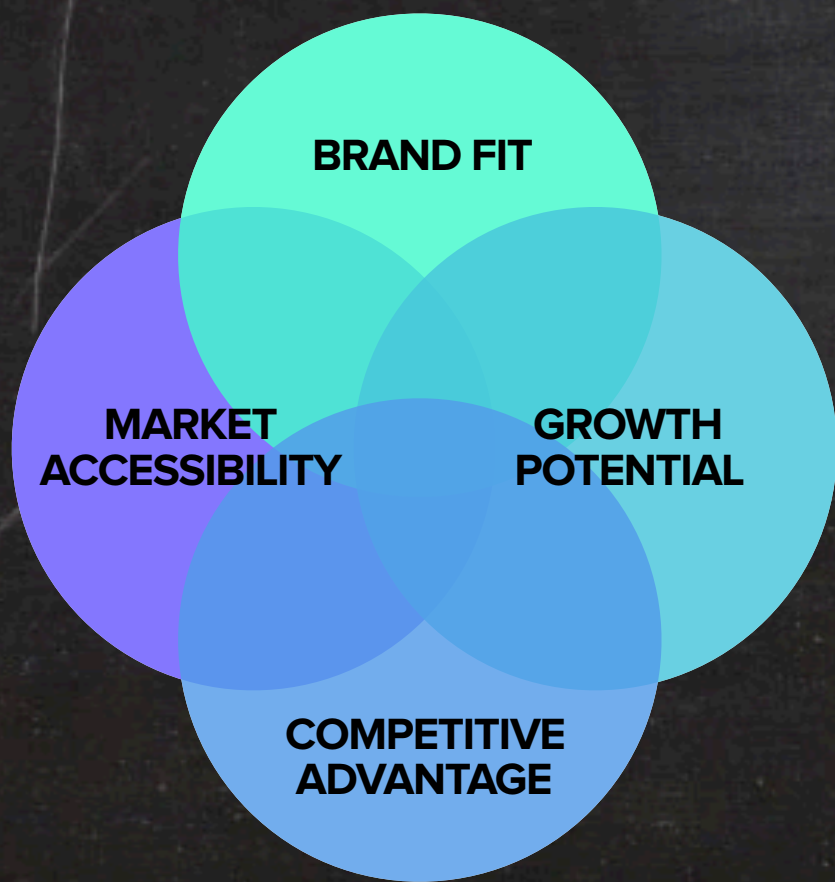 BRAND FIT
MARKET
ACCESSIBILITY
GROWTH
POTENTIAL
COMPETITIVE
ADVANTAGE